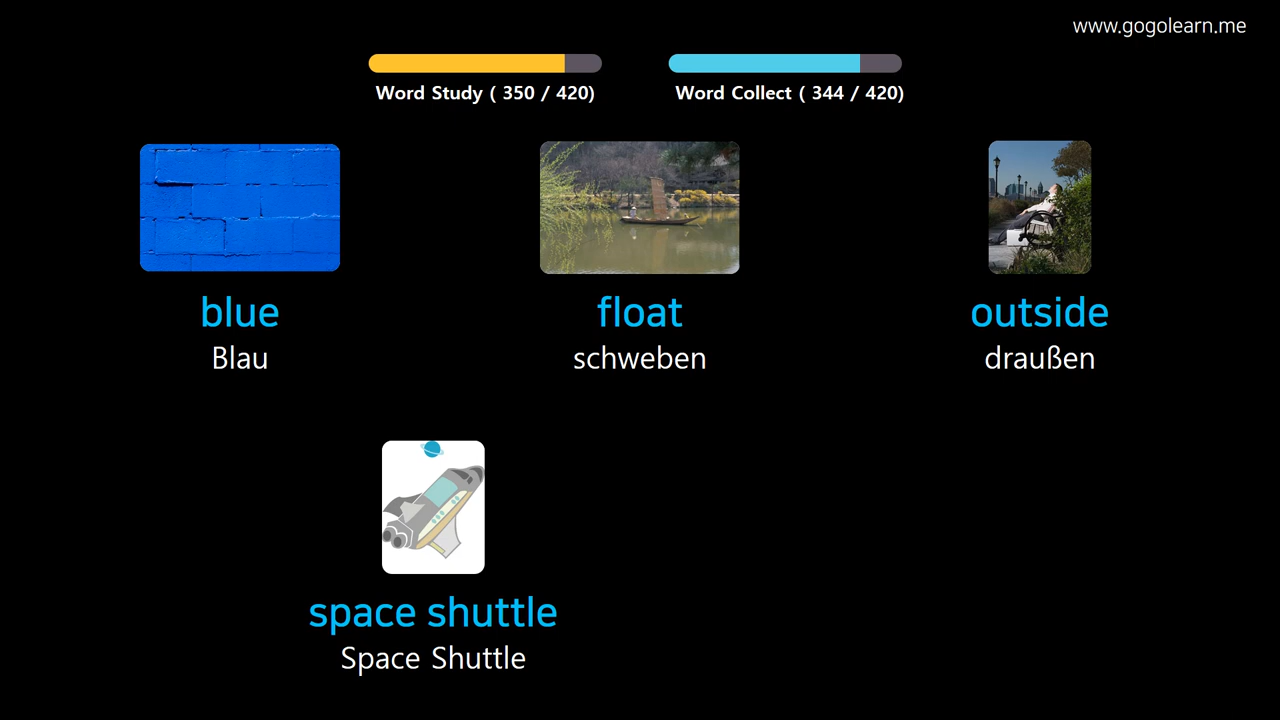 www.gogolearn.me
Word Study ( 350 / 420)
Word Collect ( 344 / 420)
blue
Blau
float
schweben
outside
draußen
space shuttle
Space Shuttle